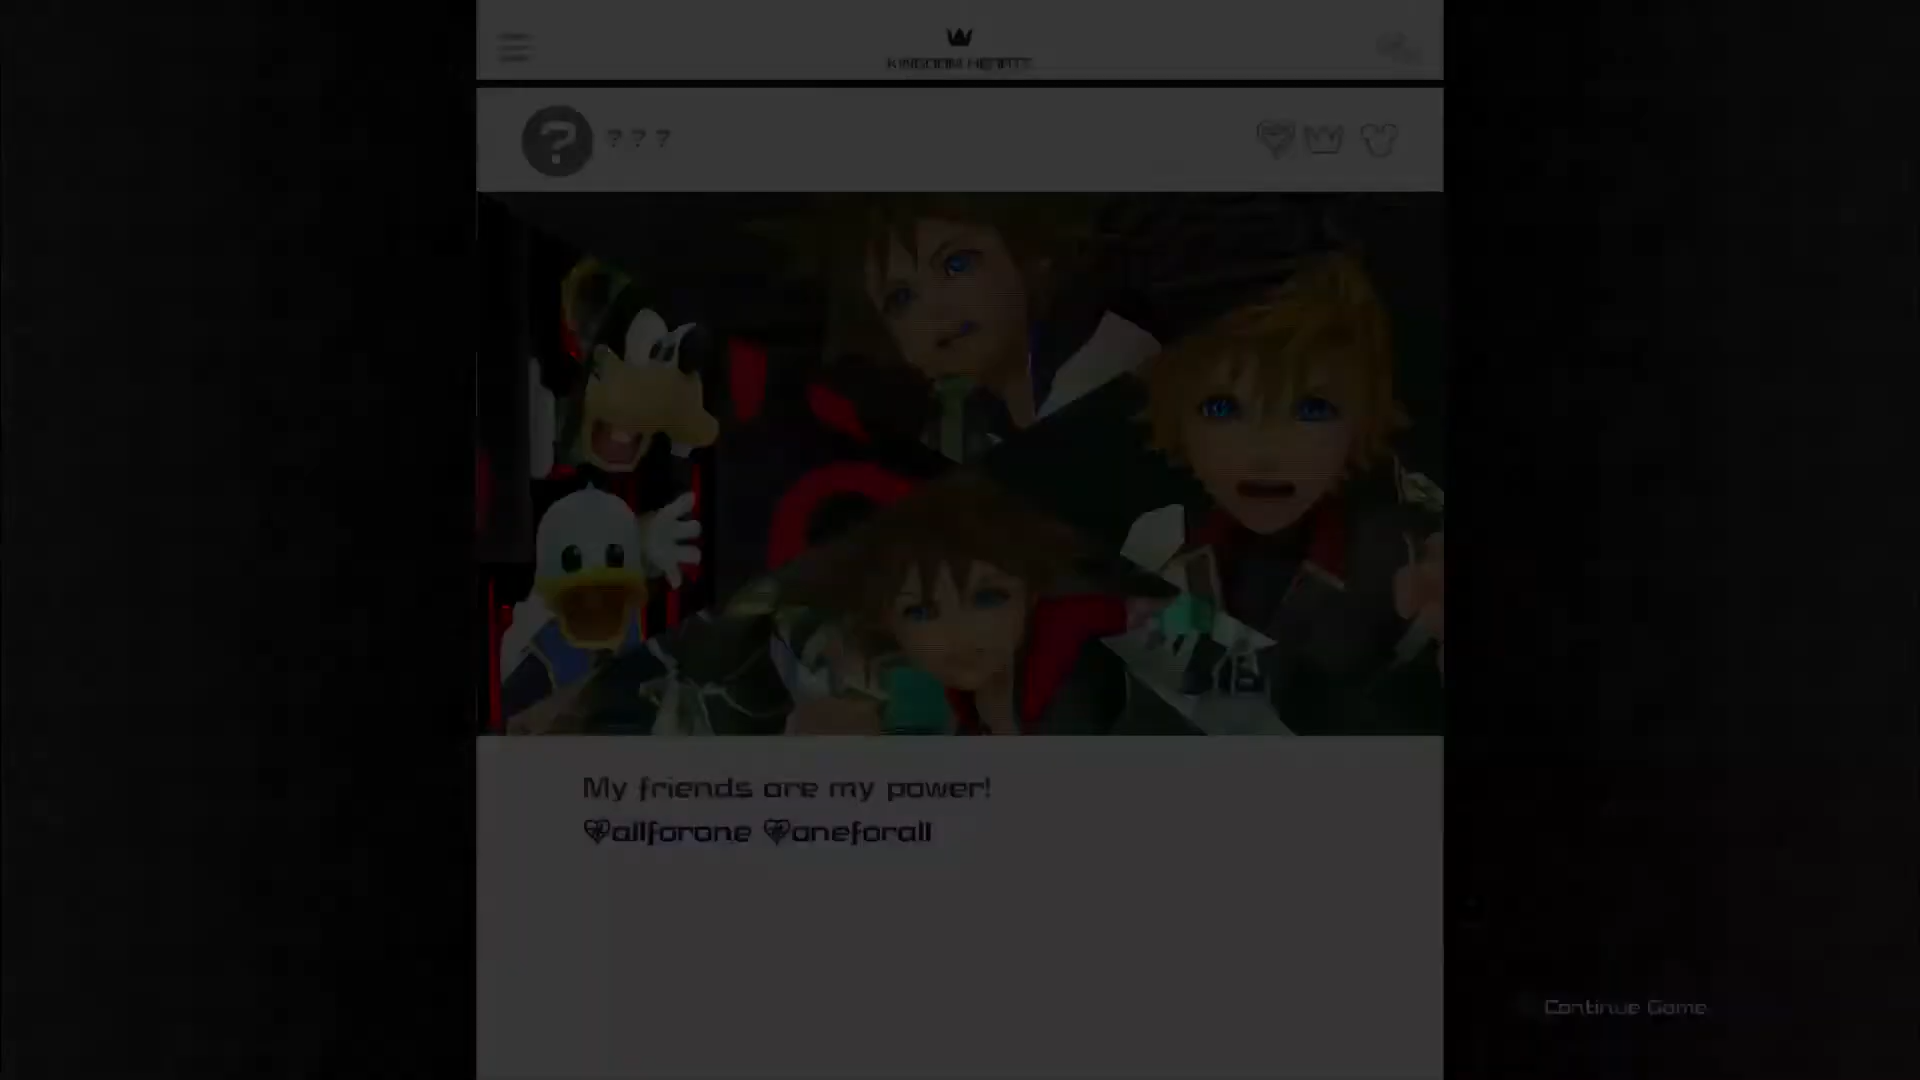 KINGDOM HEARTS
? ? ? ?
My friends are my power!
allforone oneforall
Continue Game